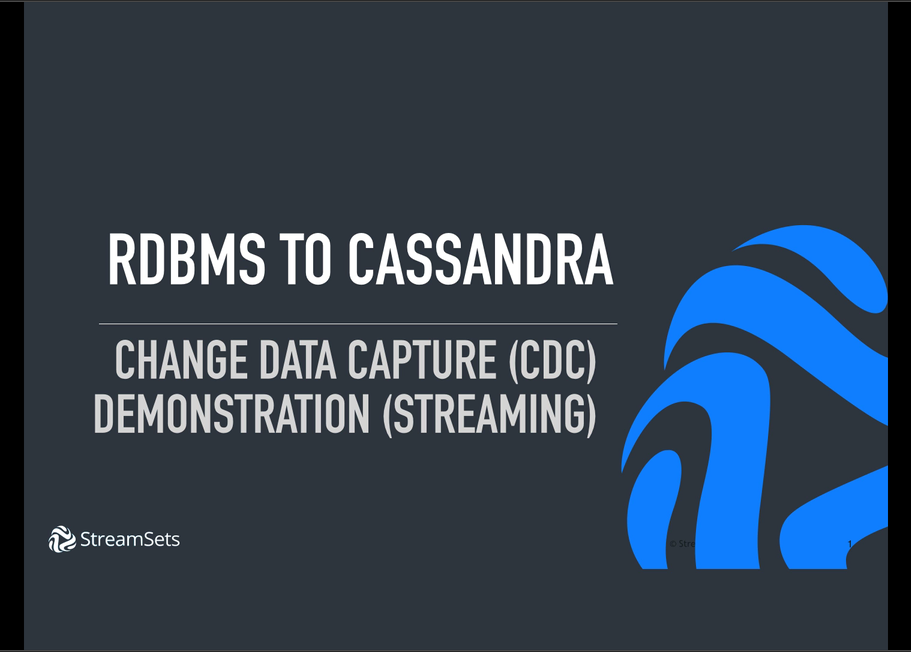 RDBMS TO CASSANDRA
CHANGE DATA CAPTURE (CDC)
DEMONSTRATION (STREAMING)
StreamSets
©
1